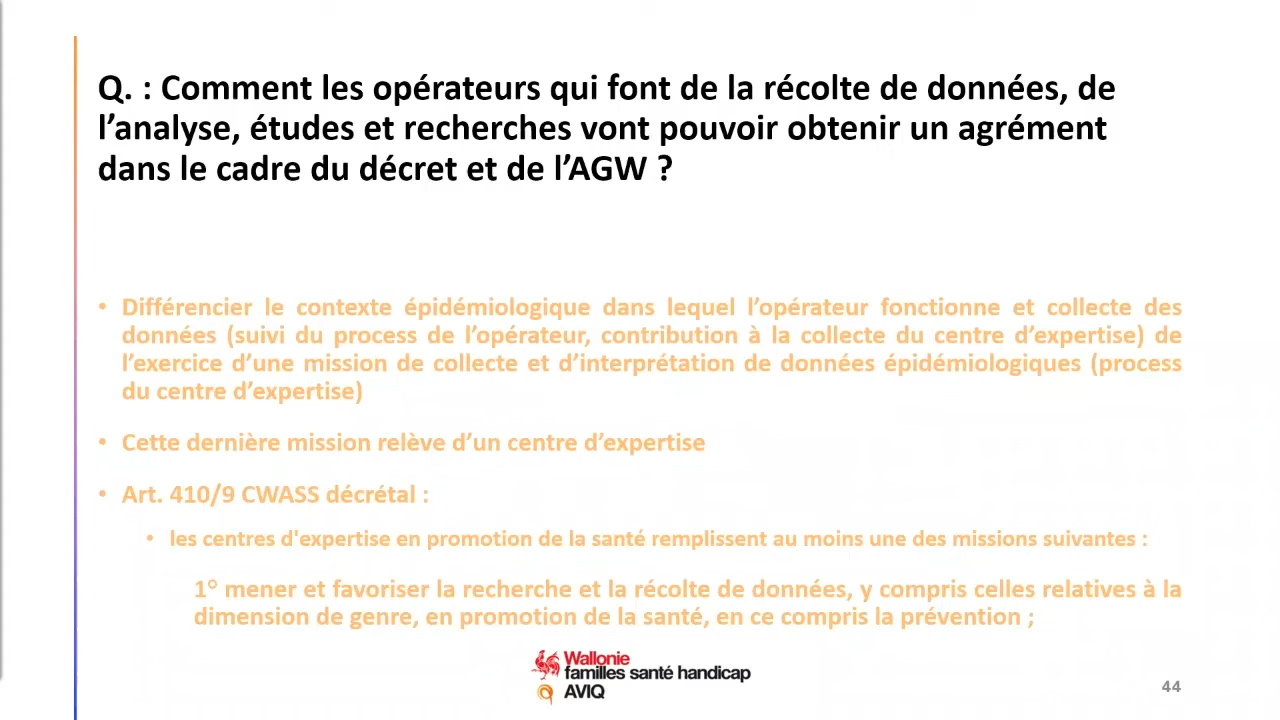 Q. : Comment les opérateurs qui font de la récolte de données, de
l’analyse, études et recherches vont pouvoir obtenir un agrément
dans le cadre du décret et de l’AGW ?
• Différencier le contexte épidémiologique dans lequel l’opérateur fonctionne et collecte des
données (suivi du process de l’opérateur, contribution à la collecte du centre d’expertise) de
l’exercice d’une mission de collecte et d’interprétation de données épidémiologiques (process
du centre d’expertise)
• Cette dernière mission relève d’un centre d’expertise
• Art. 410/9 CWASS décrétal :
• les centres d'expertise en promotion de la santé remplissent au moins une des missions suivantes :
1° mener et favoriser la recherche et la récolte de données, y compris celles relatives à la
dimension de genre, en promotion de la santé, en ce compris la prévention ;
Wallonie
familles santé handicap
AVIQ
44